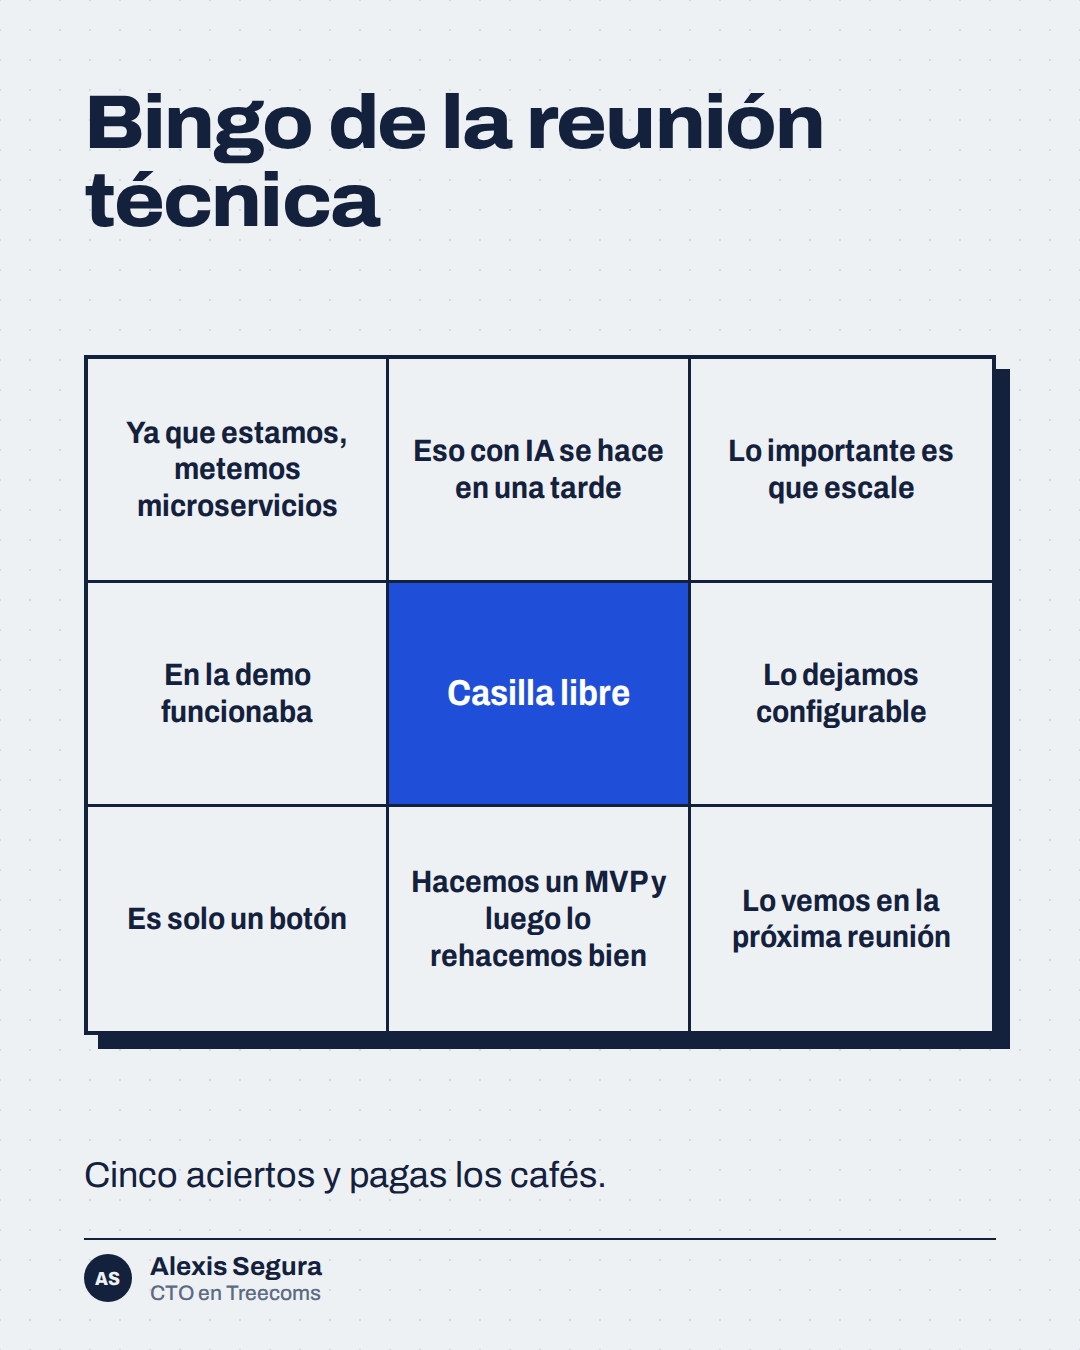 Bingo de la reunión
técnica
Ya que estamos,
metemos
microservicios
Eso con IA se hace
en una tarde
Lo importante es
que escale
En la demo
funcionaba
Casilla libre
Lo dejamos
configurable
Es solo un botón
Hacemos un MVP y
luego lo
rehacemos bien
Lo vemos en la
próxima reunión
Cinco aciertos y pagas los cafés.
AS
Alexis Segura
CTO en Treecoms